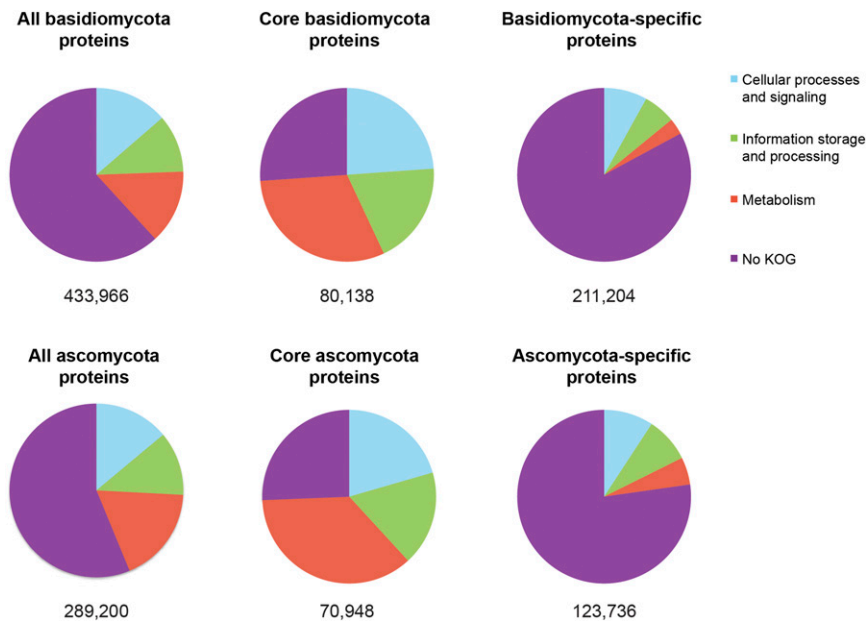 All basidiomycota
proteins
Core basidiomycota
proteins
Basidiomycota-specific
proteins
Cellular processes
and signaling
Information storage
and processing
Metabolism
No KOG
433,966
80,138
211,204
All ascomycota
proteins
Core ascomycota
proteins
Ascomycota-specific
proteins
289,200
70,948
123,736